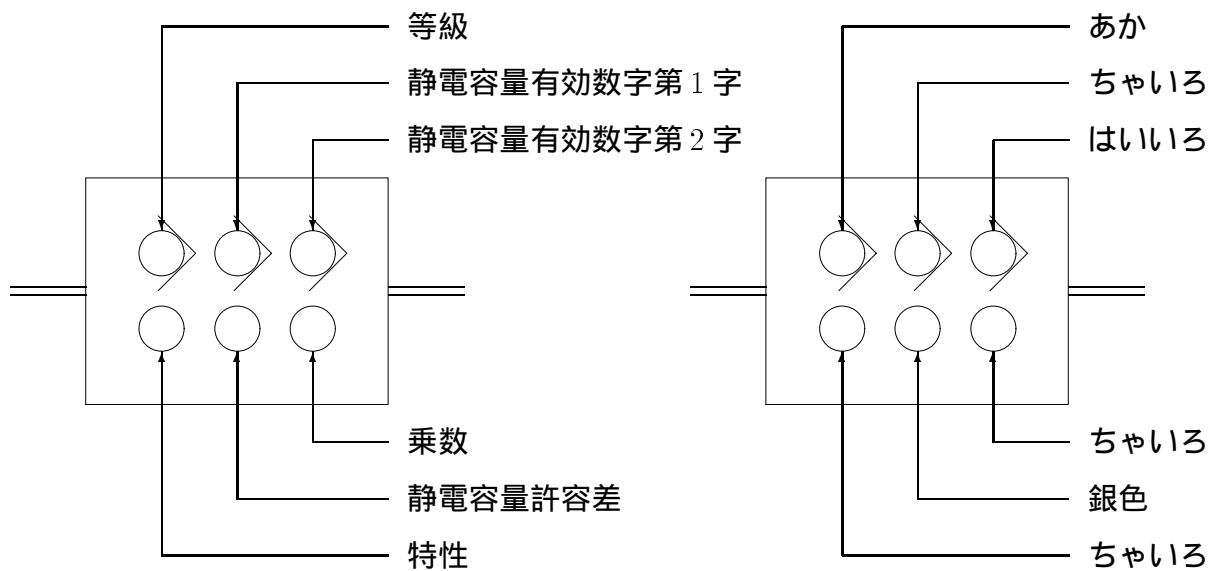 等級
静電容量有効数字第1字
静電容量有効数字第2字
乗数
静電容量許容差
特性
あか
ちゃいろ
はいいろ
ちゃいろ
銀色
ちゃいろ